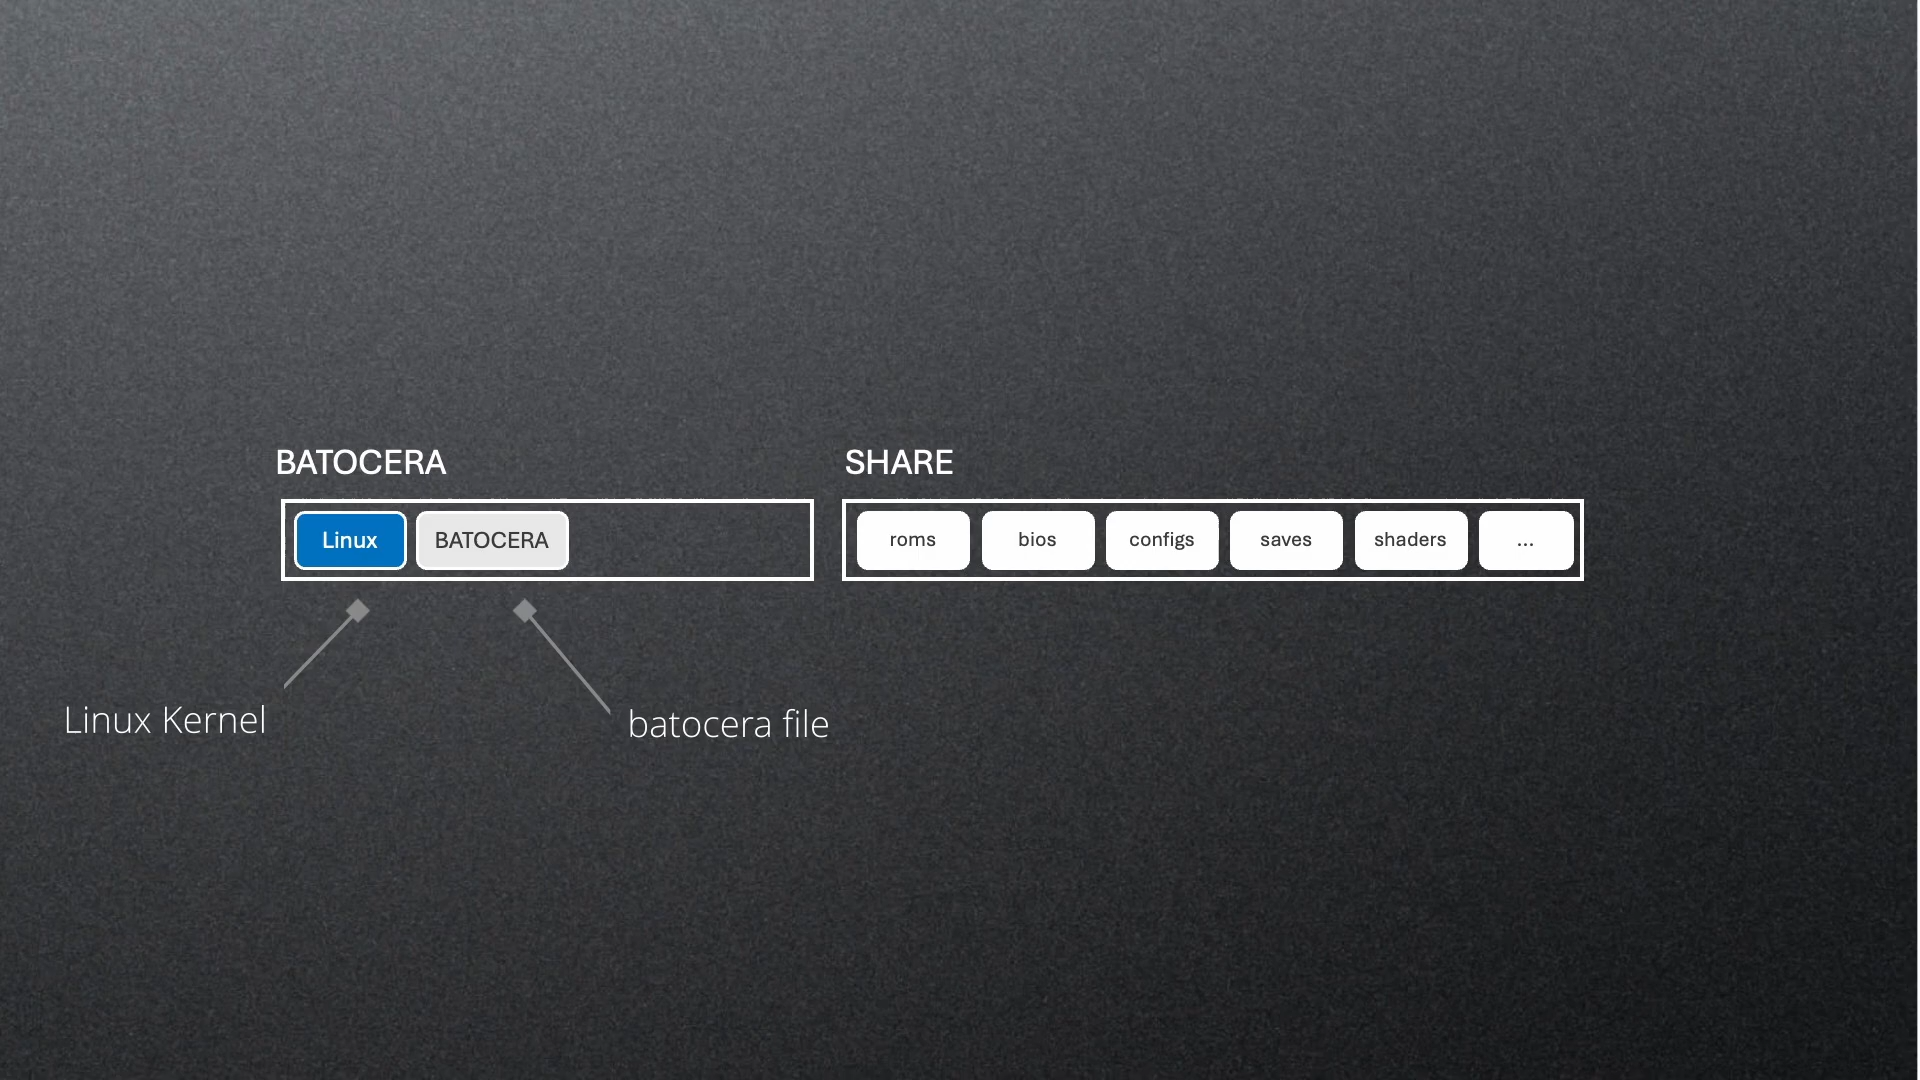 BATOCERA
SHARE
Linux
BATOCERA
roms
bios
configs
saves
shaders
...
Linux Kernel
batocera file